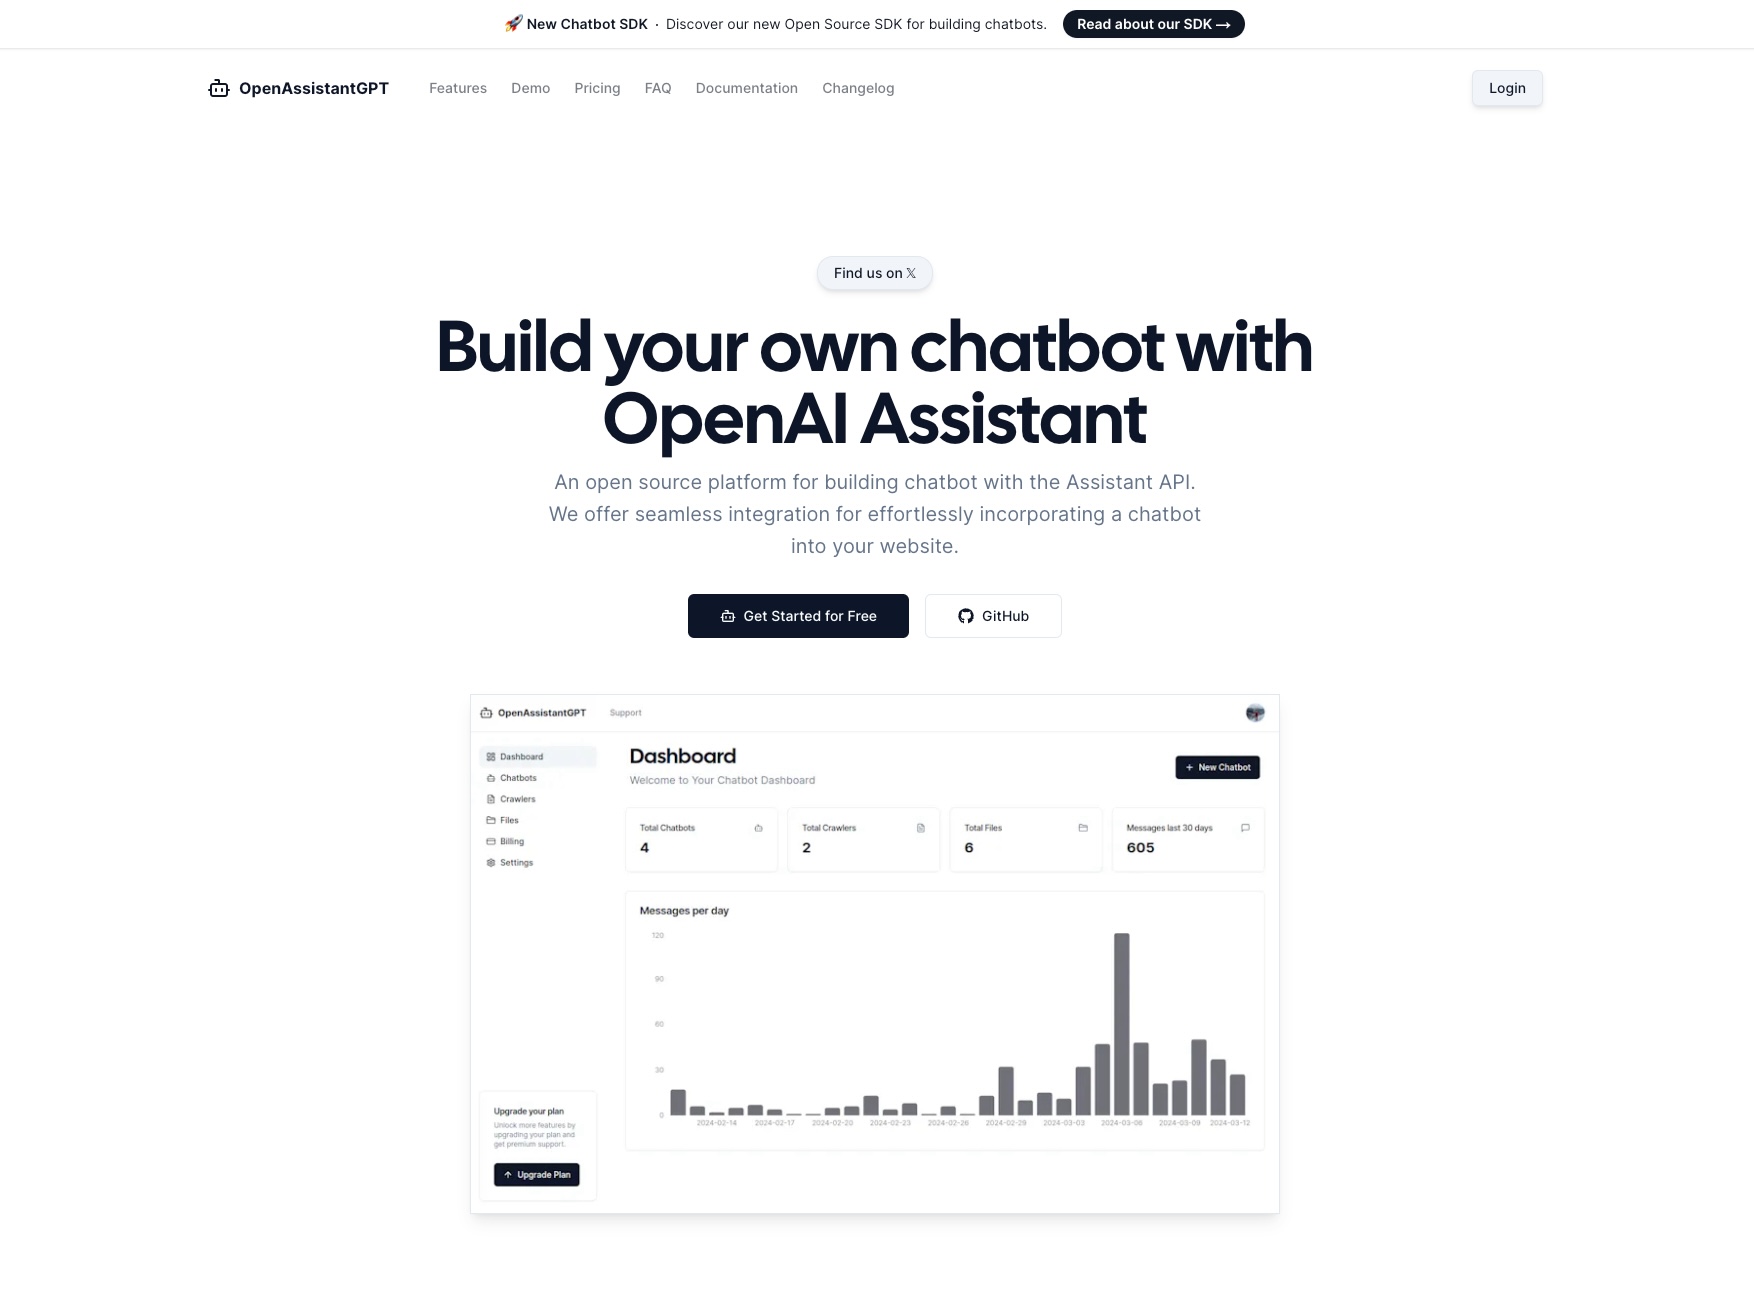 🚀 New Chatbot SDK · Discover our new Open Source SDK for building chatbots. Read about our SDK →
OpenAssistantGPT Features Demo Pricing FAQ Documentation Changelog Login
Find us on 𝕏
Build your own chatbot with
OpenAI Assistant
An open source platform for building chatbot with the Assistant API.
We offer seamless integration for effortlessly incorporating a chatbot
into your website.
Get Started for Free GitHub
OpenAssistantGPT Support
Dashboard
Chatbots
Crawlers
Files
Billing
Settings
Upgrade your plan
Unlock more features by
upgrading your plan and
get premium support.
Upgrade Plan
Dashboard
Welcome to Your Chatbot Dashboard
+ New Chatbot
Total Chatbots
4
Total Crawlers
2
Total Files
6
Messages last 30 days
605
Messages per day
120
90
60
30
0
2024-02-14 2024-02-17 2024-02-20 2024-02-23 2024-02-26 2024-02-29 2024-03-03 2024-03-06 2024-03-09 2024-03-12